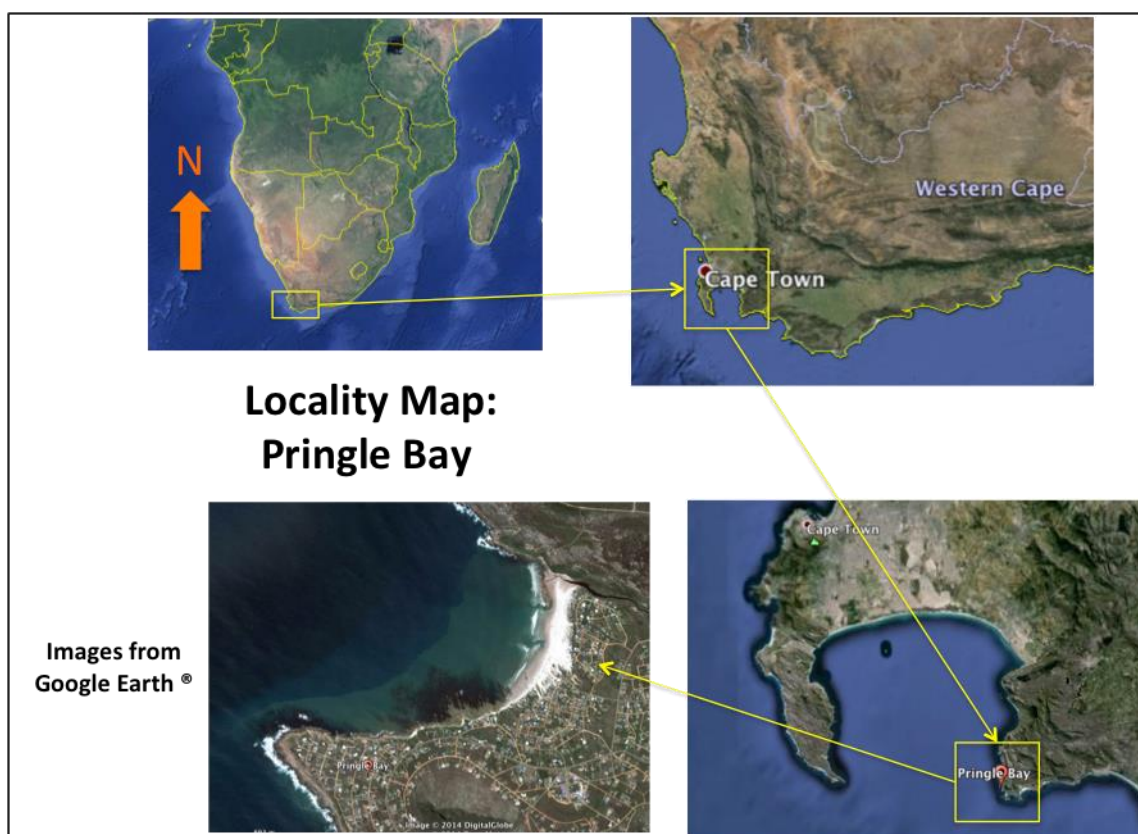 N
Western Cape
Cape Town
Locality Map:
Pringle Bay
Cape Town
Images from
Google Earth ®
Pringle Bay
Pringle Bay
Image © 2014 DigitalGlobe